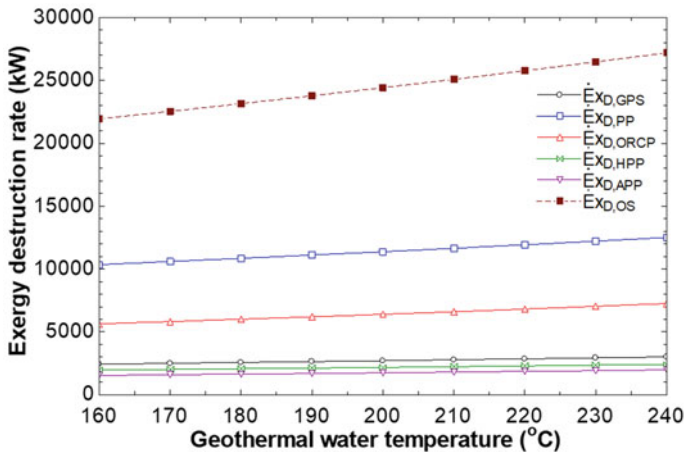 30000
25000
20000
15000
10000
5000
0
Exergy destruction rate (kW)
ĖxD,GPS
ĖxD,PP
ĖxD,ORCP
ĖxD,HPP
ĖxD,APP
ĖxD,OS
160 170 180 190 200 210 220 230 240
Geothermal water temperature (°C)